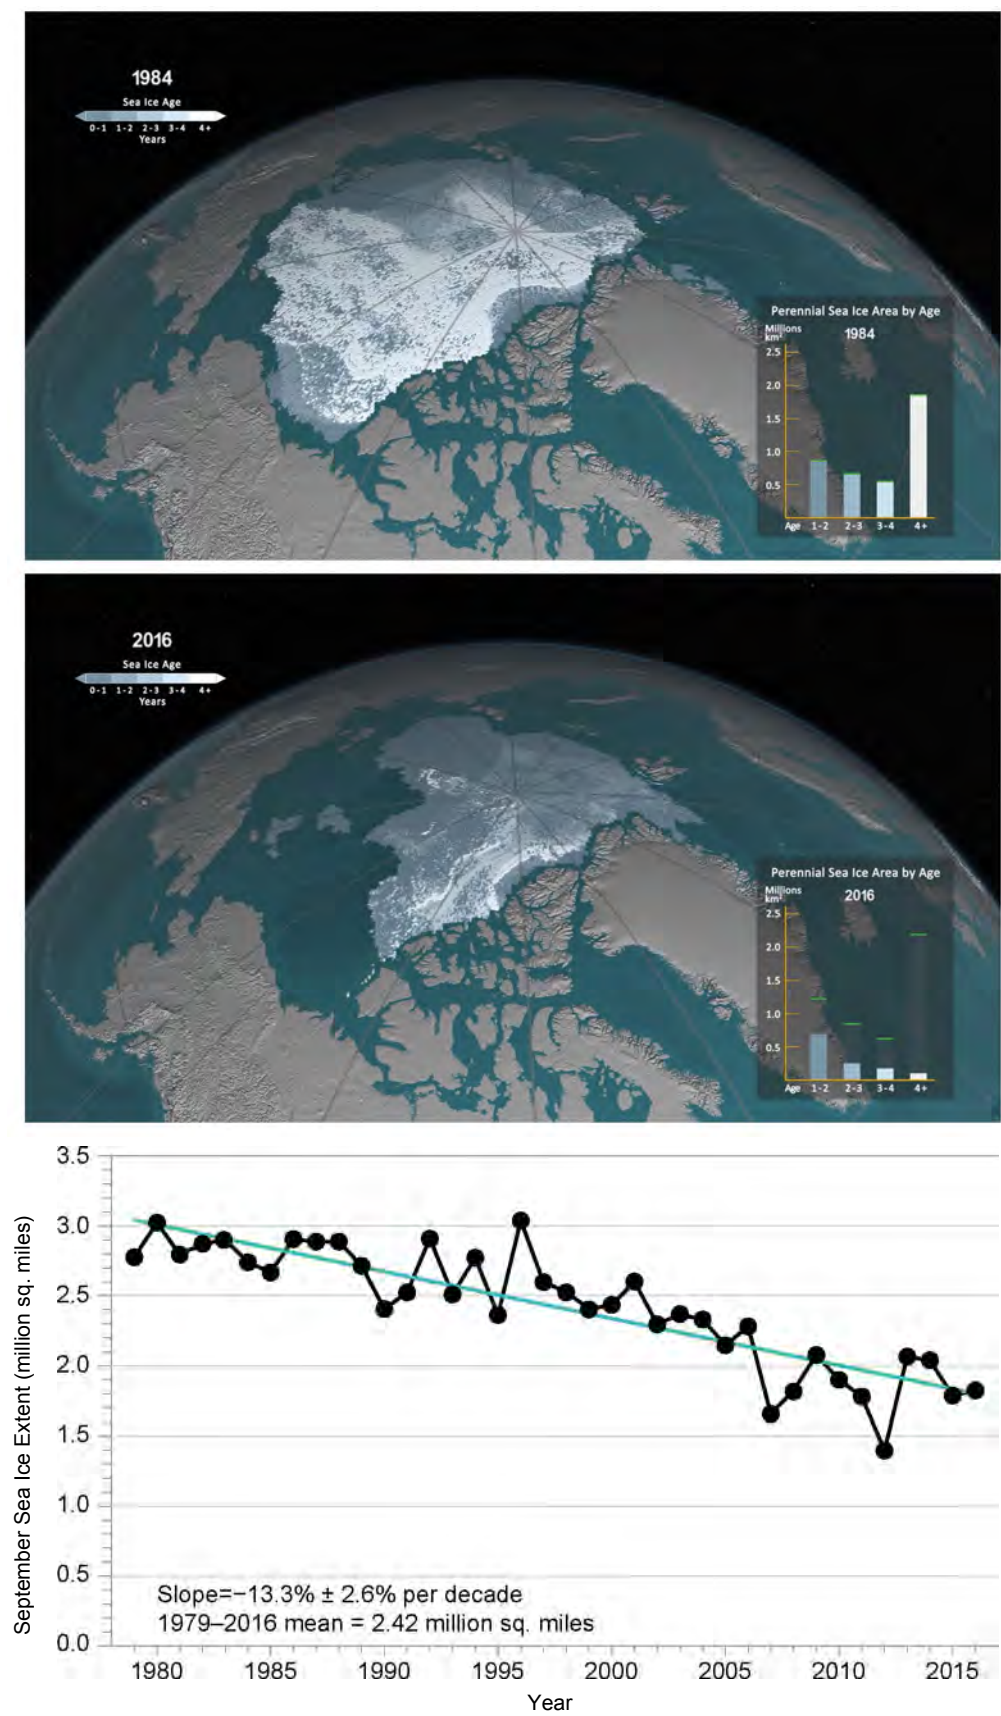 1984
Sea Ice Age
0-1 1-2 2-3 3-4 4+
Years
Perennial Sea Ice Area by Age
Millions
km²
1984
2.5
2.0
1.5
1.0
0.5
Age 1-2 2-3 3-4 4+
2016
Sea Ice Age
0-1 1-2 2-3 3-4 4+
Years
Perennial Sea Ice Area by Age
Millions
km²
2016
2.5
2.0
1.5
1.0
0.5
Age 1-2 2-3 3-4 4+
September Sea Ice Extent (million sq. miles)
3.5
3.0
2.5
2.0
1.5
1.0
0.5
0.0
Slope=−13.3% ± 2.6% per decade
1979–2016 mean = 2.42 million sq. miles
1980 1985 1990 1995 2000 2005 2010 2015
Year